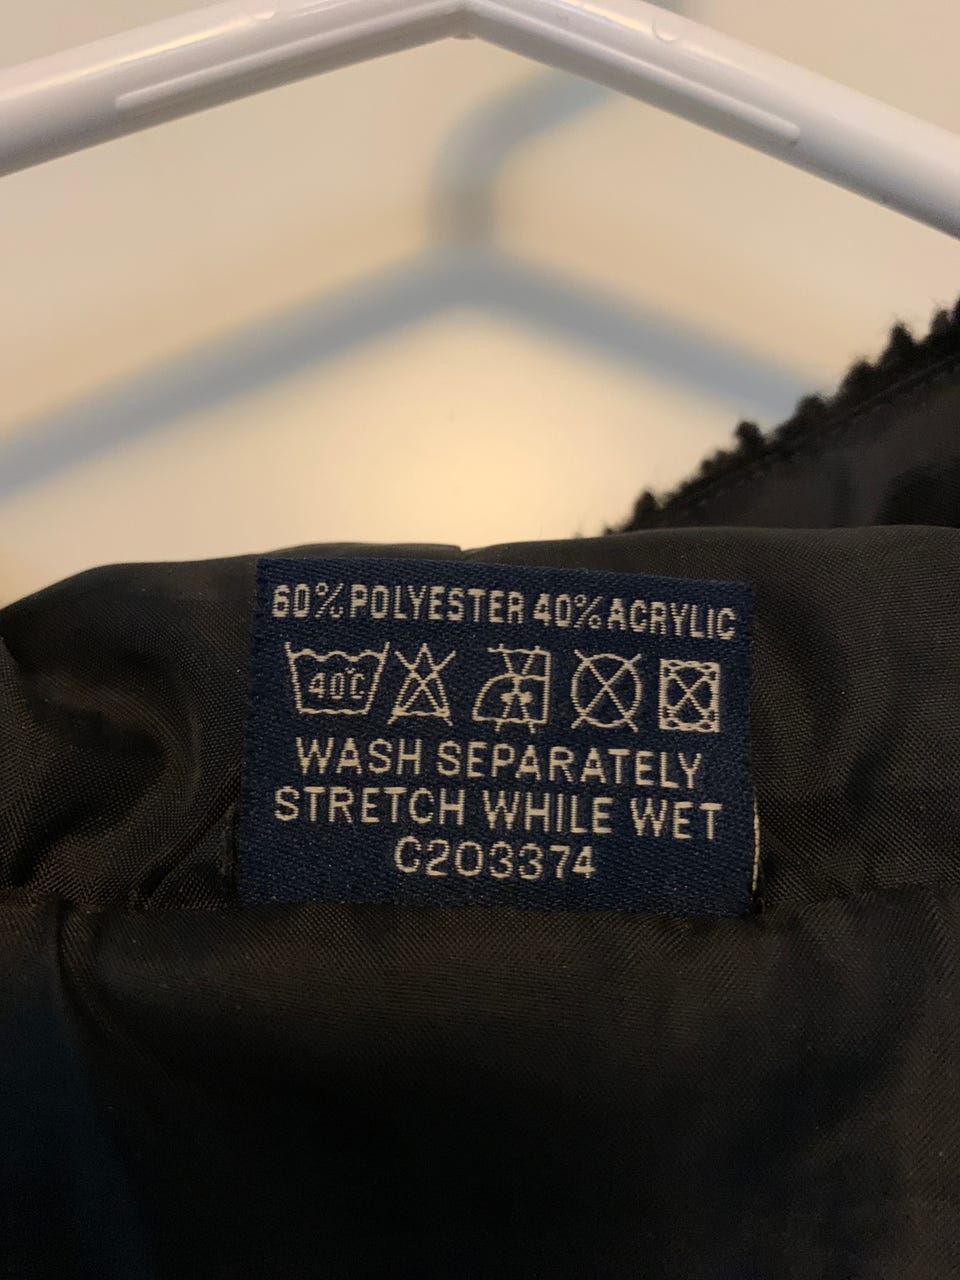 60% POLYESTER 40% ACRYLIC
40°C
WASH SEPARATELY
STRETCH WHILE WET
C203374